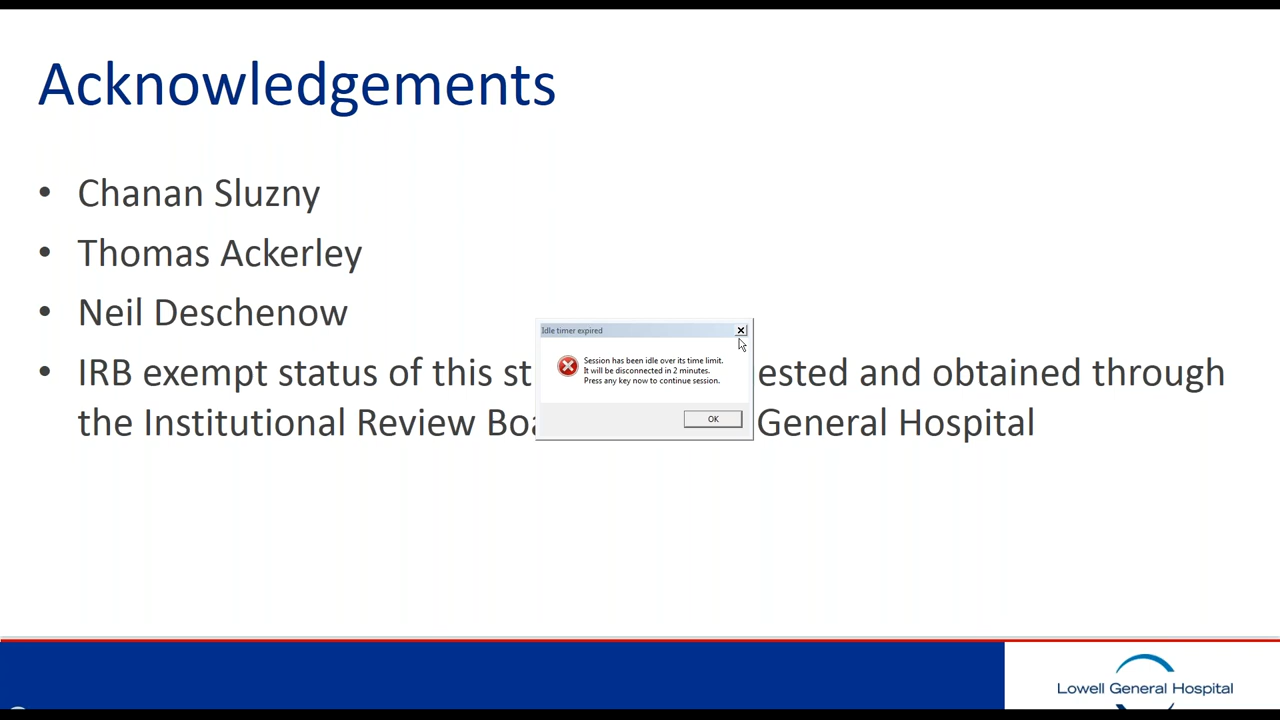 Acknowledgements
• Chanan Sluzny
• Thomas Ackerley
• Neil Deschenow
• IRB exempt status of this st ested and obtained through
the Institutional Review Boa General Hospital
Idle timer expired
Session has been idle over its time limit.
It will be disconnected in 2 minutes.
Press any key now to continue session.
OK
Lowell General Hospital